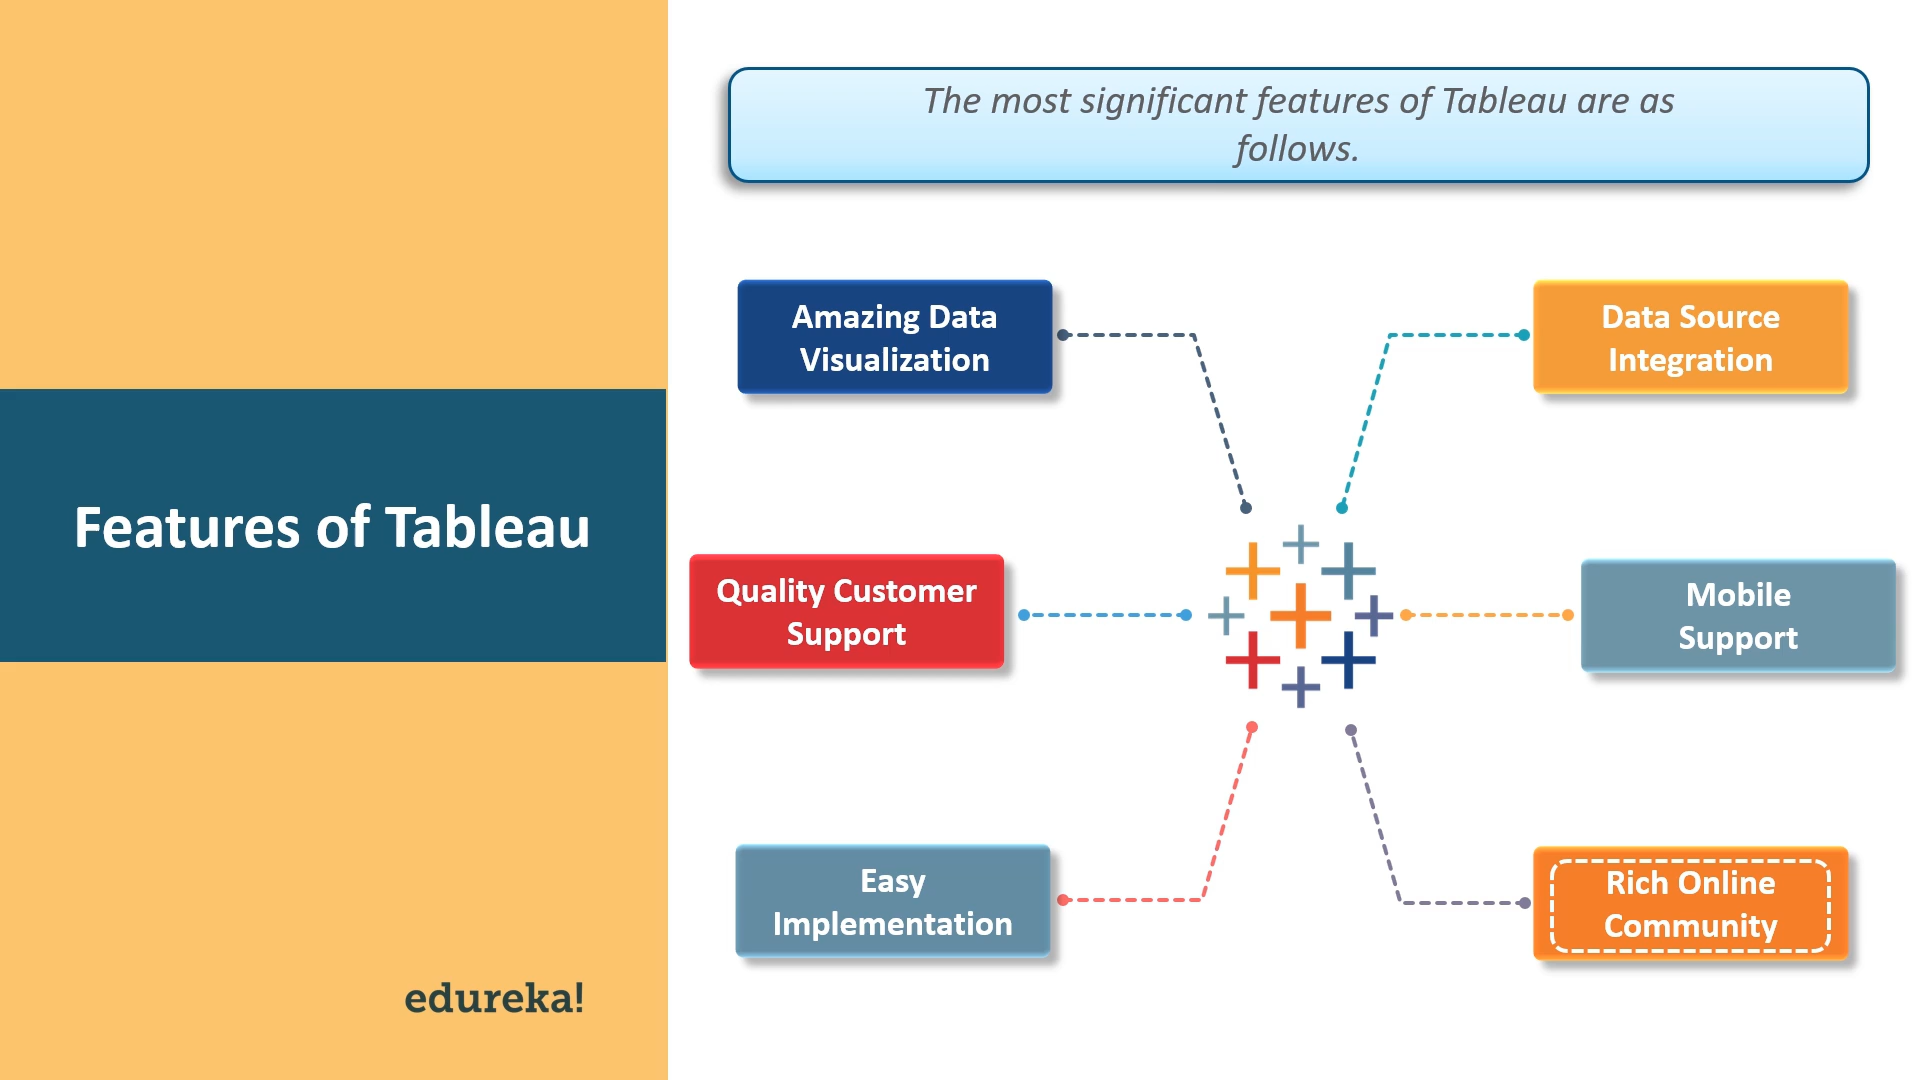 The most significant features of Tableau are as
follows.
Amazing Data
Visualization
Data Source
Integration
Features of Tableau
Quality Customer
Support
Mobile
Support
Easy
Implementation
Rich Online
Community
edureka!